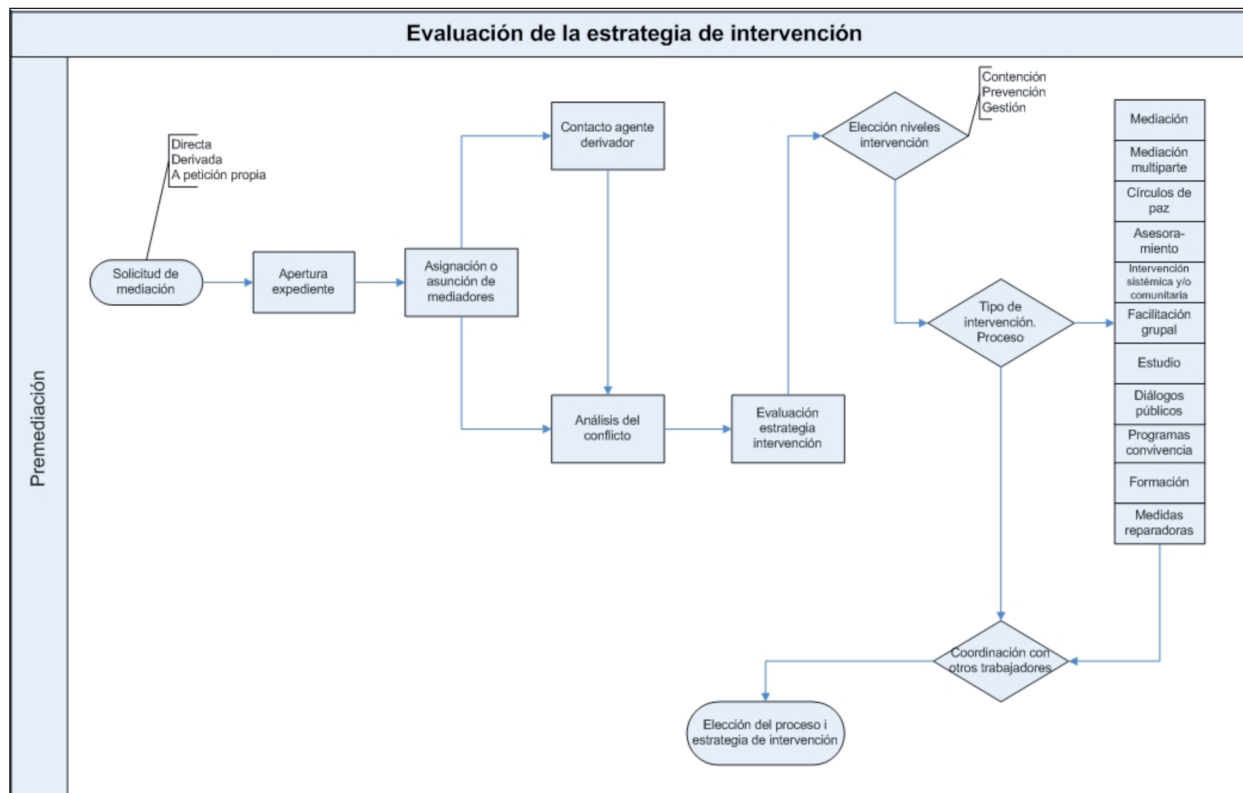 Evaluación de la estrategia de intervención
Premediación
Directa
Derivada
A petición propia
Solicitud de
mediación
Apertura
expediente
Asignación o
asunción de
mediadores
Contacto agente
derivador
Análisis del
conflicto
Evaluación
estrategia
intervención
Elección niveles
intervención
Contención
Prevención
Gestión
Tipo de
intervención.
Proceso
Mediación
Mediación
multiparte
Círculos de
paz
Asesora-
miento
Intervención
sistémica y/o
comunitaria
Facilitación
grupal
Estudio
Diálogos
públicos
Programas
convivencia
Formación
Medidas
reparadoras
Coordinación con
otros trabajadores
Elección del proceso i
estrategia de intervención